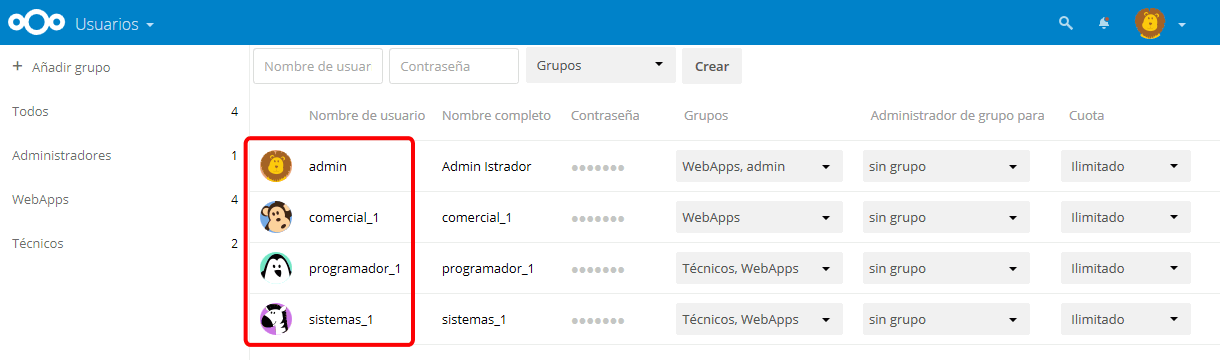 Usuarios
+ Añadir grupo
Todos 4
Administradores 1
WebApps 4
Técnicos 2
Nombre de usuar Contraseña Grupos Crear
Nombre de usuario Nombre completo Contraseña Grupos Administrador de grupo para Cuota
admin Admin Istrador ●●●●●●● WebApps, admin sin grupo Ilimitado
comercial_1 comercial_1 ●●●●●●● WebApps sin grupo Ilimitado
programador_1 programador_1 ●●●●●●● Técnicos, WebApps sin grupo Ilimitado
sistemas_1 sistemas_1 ●●●●●●● Técnicos, WebApps sin grupo Ilimitado